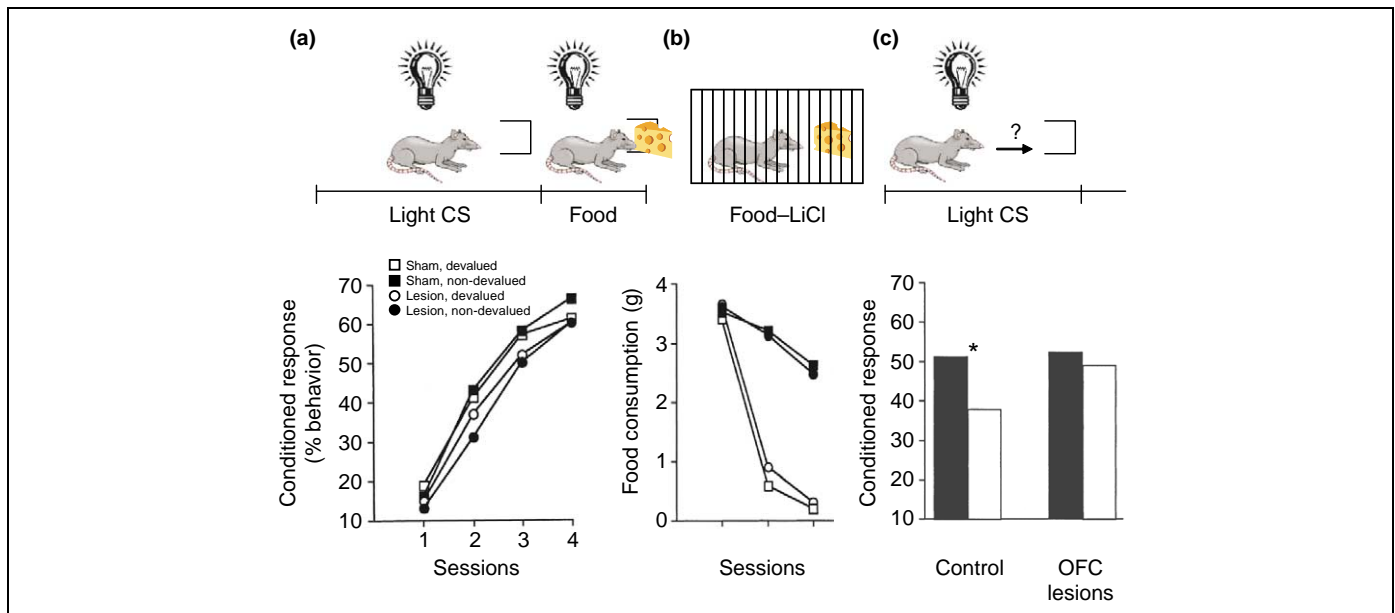 (a)
(b)
(c)
?
Light CS
Food
Food–LiCl
Light CS
Conditioned response
(% behavior)
70
60
50
40
30
20
10
Sham, devalued
Sham, non-devalued
Lesion, devalued
Lesion, non-devalued
1
2
3
4
Sessions
Food consumption (g)
4
3
2
1
0
Sessions
Conditioned response
70
60
50
40
30
20
10
*
Control
OFC
lesions